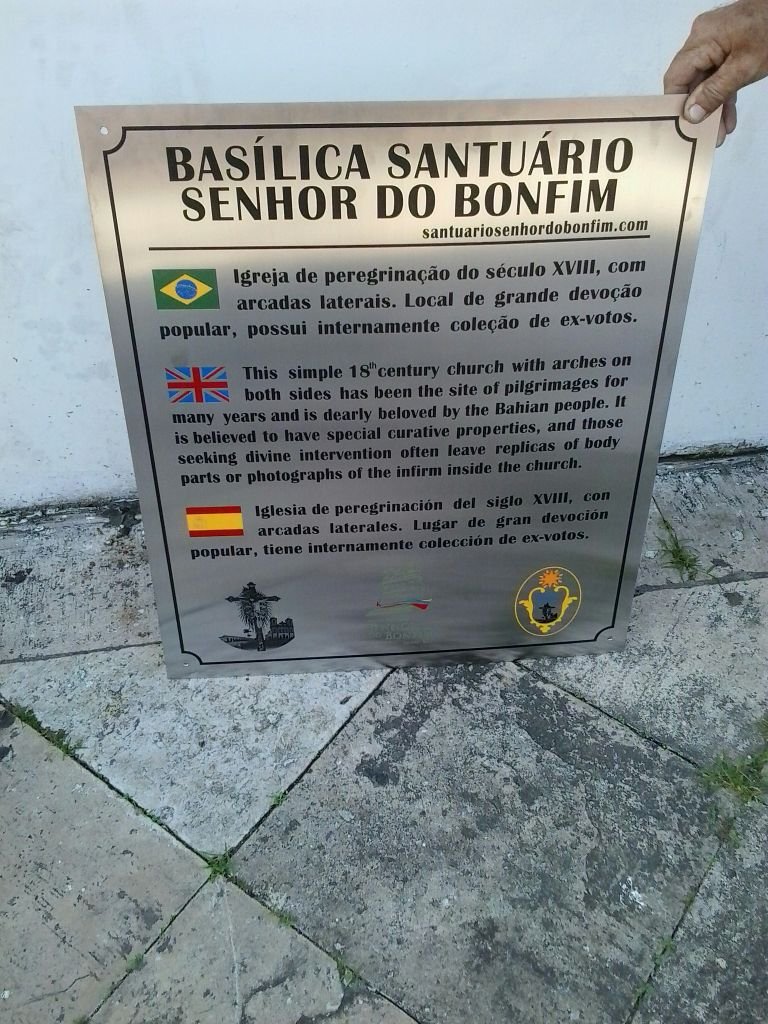 BASÍLICA SANTUÁRIO
SENHOR DO BONFIM
santuariosenhordobonfim.com
Igreja de peregrinação do século XVIII, com
arcadas laterais. Local de grande devoção
popular, possui internamente coleção de ex-votos.
This simple 18th century church with arches on
both sides has been the site of pilgrimages for
many years and is dearly beloved by the Bahian people. It
is believed to have special curative properties, and those
seeking divine intervention often leave replicas of body
parts or photographs of the infirm inside the church.
Iglesia de peregrinación del siglo XVIII, con
arcadas laterales. Lugar de gran devoción
popular, tiene internamente colección de ex-votos.
DO BONFIM